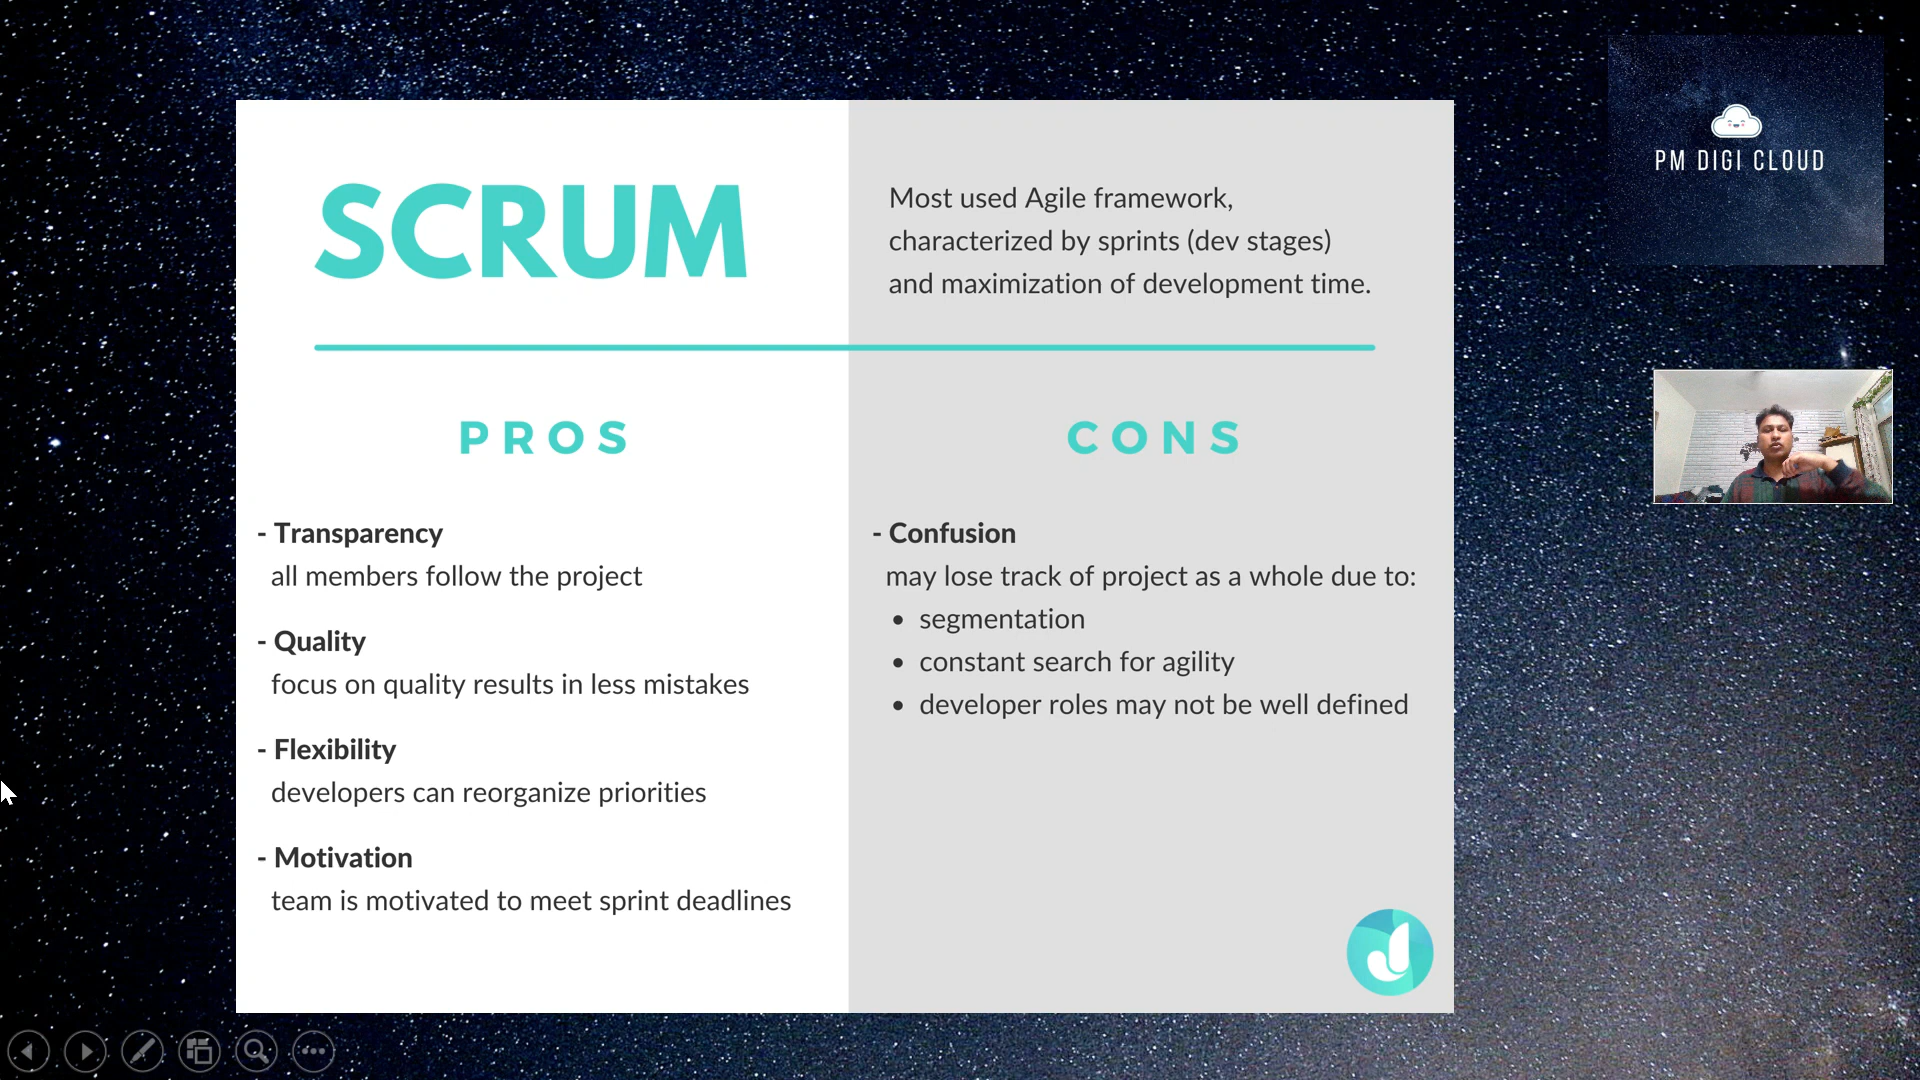 SCRUM
Most used Agile framework,
characterized by sprints (dev stages)
and maximization of development time.
PROS
- Transparency
all members follow the project
- Quality
focus on quality results in less mistakes
- Flexibility
developers can reorganize priorities
- Motivation
team is motivated to meet sprint deadlines
CONS
- Confusion
may lose track of project as a whole due to:
• segmentation
• constant search for agility
• developer roles may not be well defined
PM DIGI CLOUD